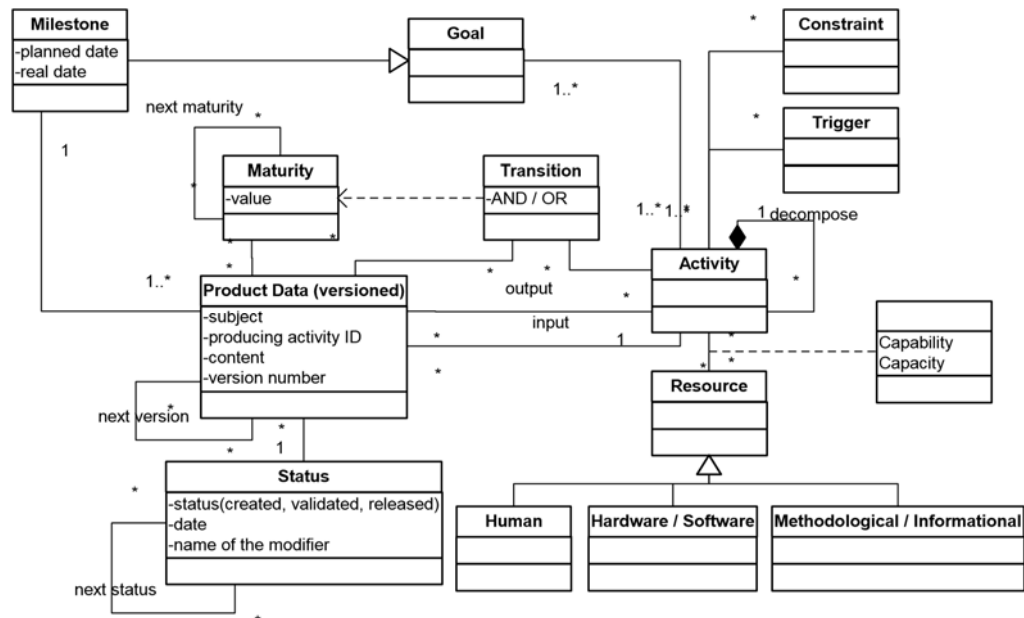 Milestone
-planned date
-real date
Goal
Constraint
*
1..*
Trigger
*
next maturity
*
1
Maturity
-value
*
Transition
-AND / OR
1..*
1..*
1
decompose
*
*
*
*
*
Activity
*
1..*
Product Data (versioned)
-subject
-producing activity ID
-content
-version number
output
*
input
*
1
*
*
*
*
Capability
Capacity
Resource
next version
*
*
*
1
Status
-status(created, validated, released)
-date
-name of the modifier
*
next status
*
Human
Hardware / Software
Methodological / Informational